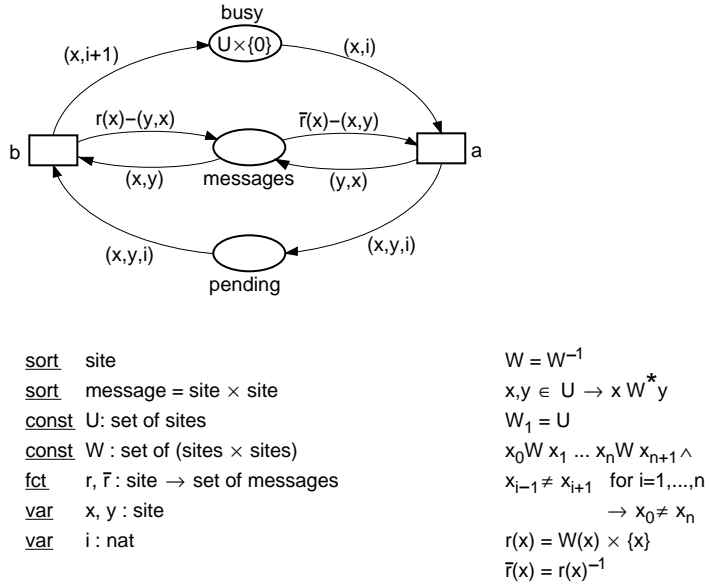 busy
U×{0}
(x,i+1)
(x,i)
r(x)−(y,x)
r̄(x)−(x,y)
b
a
(x,y)
messages
(y,x)
(x,y,i)
(x,y,i)
pending
sort site
sort message = site × site
const U: set of sites
const W : set of (sites × sites)
fct r, r̄ : site → set of messages
var x, y : site
var i : nat
W = W⁻¹
x,y ∈ U → x W*y
W₁ = U
x₀W x₁ ... xₙW xₙ₊₁ ∧
xᵢ₋₁≠ xᵢ₊₁ for i=1,...,n
→ x₀≠ xₙ
r(x) = W(x) × {x}
r̄(x) = r(x)⁻¹